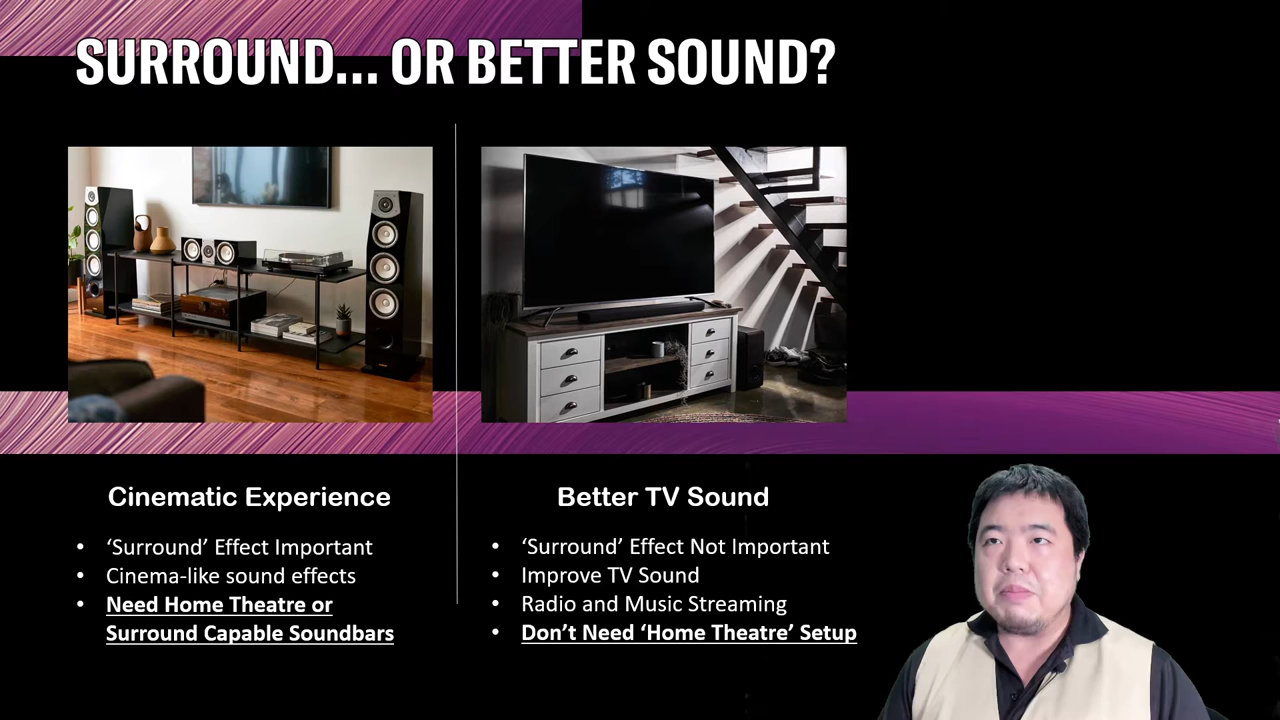 SURROUND... OR BETTER SOUND?
Cinematic Experience
• ‘Surround’ Effect Important
• Cinema-like sound effects
• Need Home Theatre or
Surround Capable Soundbars
Better TV Sound
• ‘Surround’ Effect Not Important
• Improve TV Sound
• Radio and Music Streaming
• Don’t Need ‘Home Theatre’ Setup